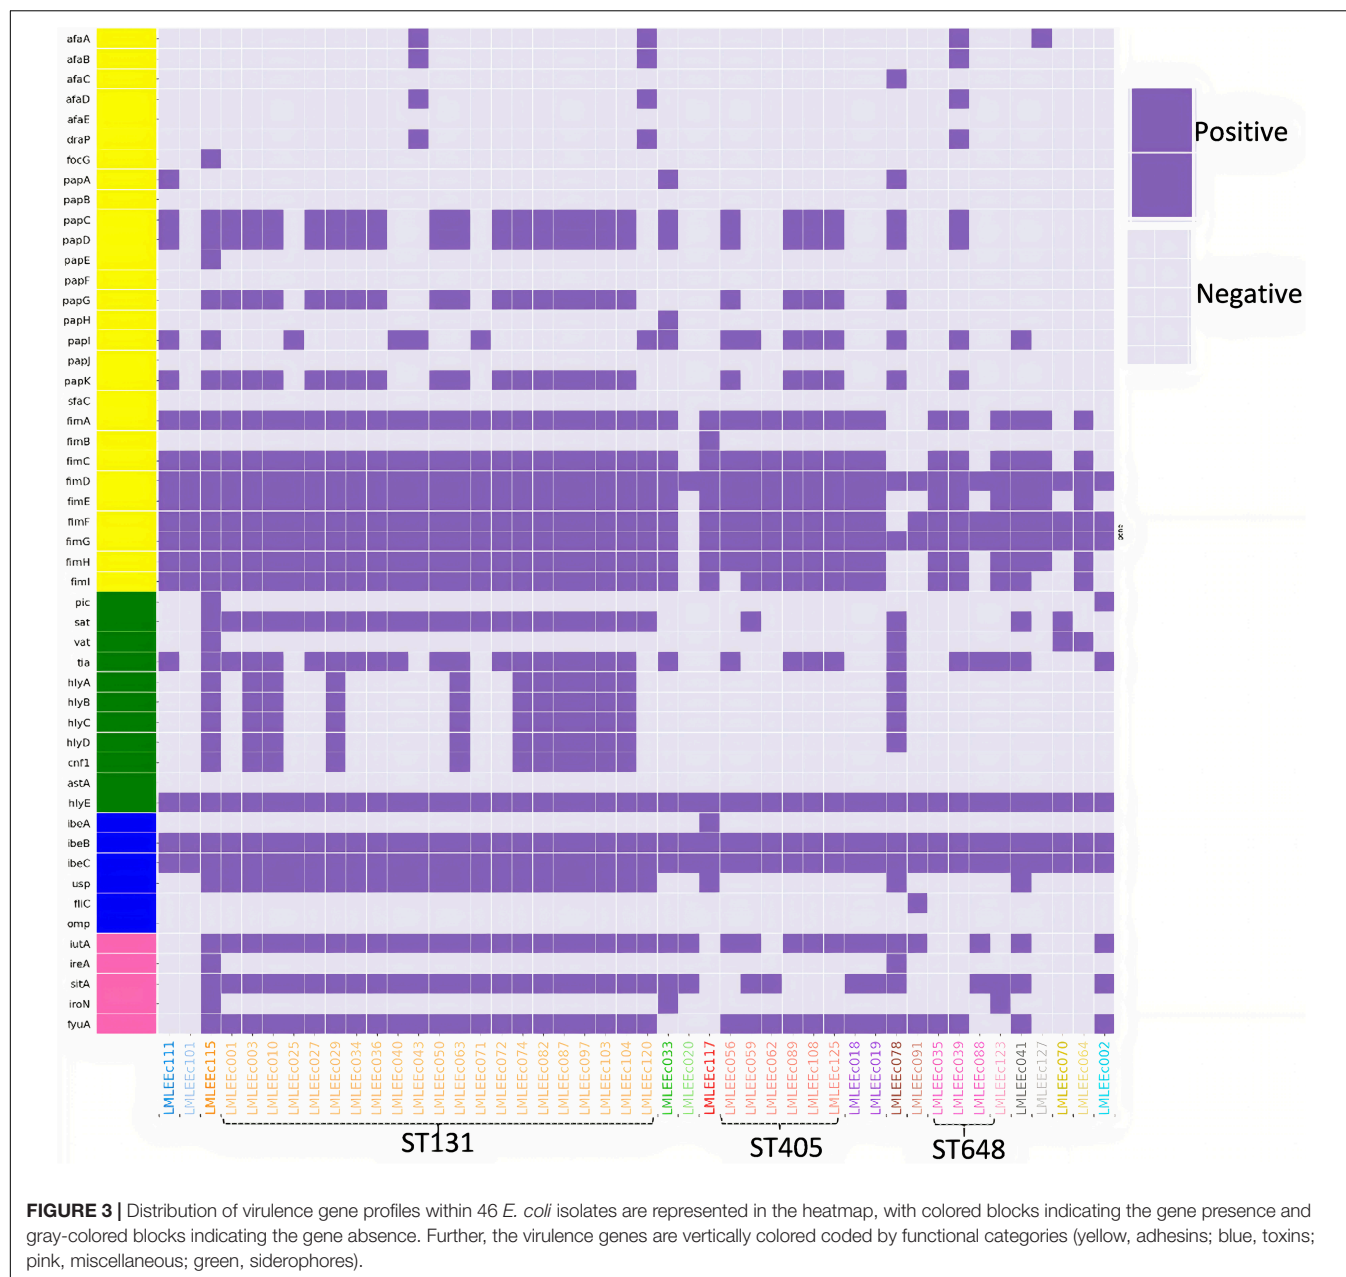 afaA
afaB
afaC
afaD
afaE
draP
focG
papA
papB
papC
papD
papE
papF
papG
papH
papI
papJ
papK
sfaC
fimA
fimB
fimC
fimD
fimE
fimF
fimG
fimH
fimI
pic
sat
vat
tia
hlyA
hlyB
hlyC
hlyD
cnf1
astA
hlyE
ibeA
ibeB
ibeC
usp
fliC
omp
iutA
ireA
sitA
iroN
fyuA
Positive
Negative
gene
LMLEEc111
LMLEEc101
LMLEEc115
LMLEEc001
LMLEEc003
LMLEEc010
LMLEEc025
LMLEEc027
LMLEEc029
LMLEEc034
LMLEEc036
LMLEEc040
LMLEEc043
LMLEEc050
LMLEEc063
LMLEEc071
LMLEEc072
LMLEEc074
LMLEEc082
LMLEEc087
LMLEEc097
LMLEEc103
LMLEEc104
LMLEEc120
LMLEEc033
LMLEEc020
LMLEEc117
LMLEEc056
LMLEEc059
LMLEEc062
LMLEEc089
LMLEEc108
LMLEEc125
LMLEEc018
LMLEEc019
LMLEEc078
LMLEEc091
LMLEEc035
LMLEEc039
LMLEEc088
LMLEEc123
LMLEEc041
LMLEEc127
LMLEEc070
LMLEEc064
LMLEEc002
ST131
ST405
ST648
FIGURE 3 | Distribution of virulence gene profiles within 46 E. coli isolates are represented in the heatmap, with colored blocks indicating the gene presence and
gray-colored blocks indicating the gene absence. Further, the virulence genes are vertically colored coded by functional categories (yellow, adhesins; blue, toxins;
pink, miscellaneous; green, siderophores).